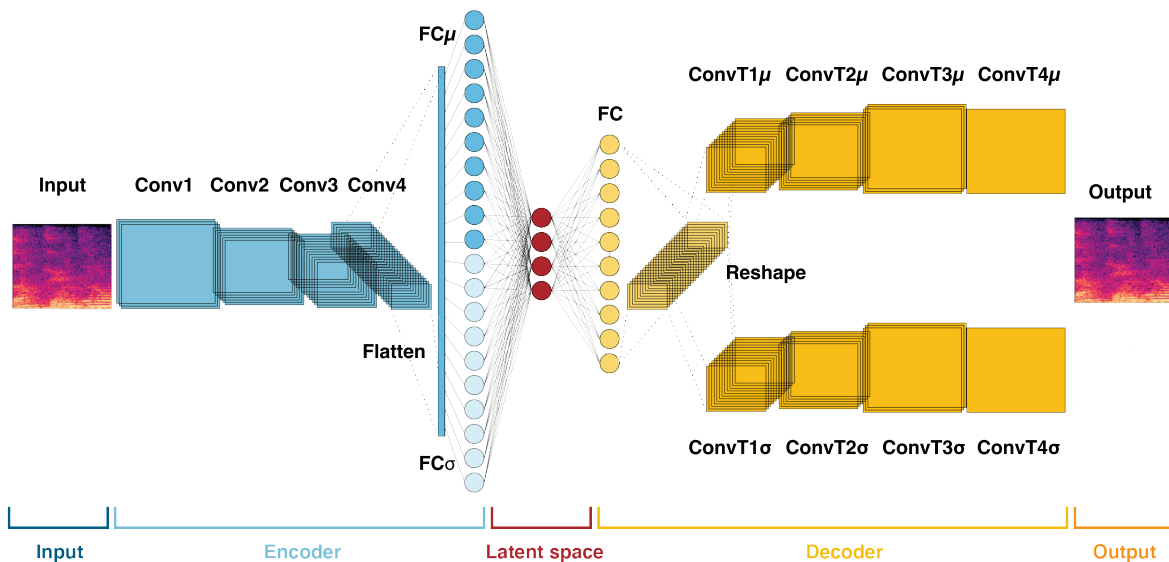 FCμ
ConvT1μ ConvT2μ ConvT3μ ConvT4μ
FC
Input Conv1 Conv2 Conv3 Conv4
Output
Reshape
Flatten
FCσ
ConvT1σ ConvT2σ ConvT3σ ConvT4σ
Input Encoder Latent space Decoder Output